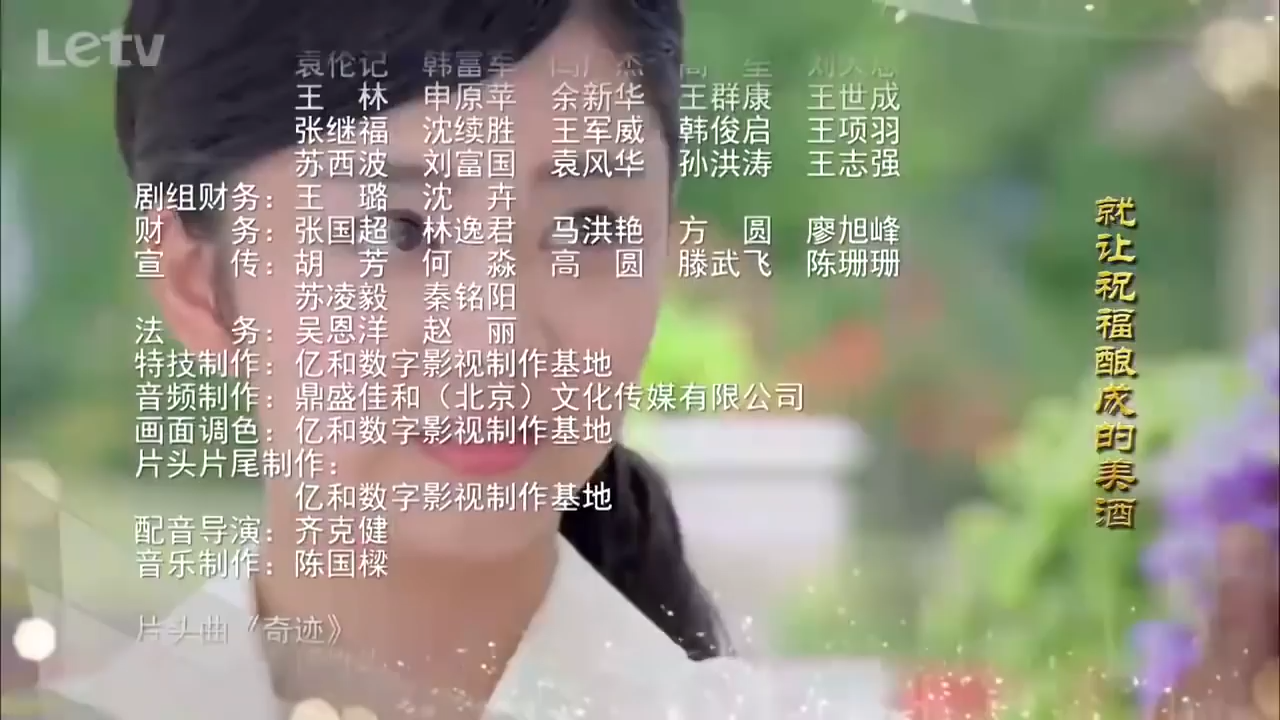 Letv
袁伦记 韩富军
王 林 申原苹 余新华 王群康 王世成
张继福 沈续胜 王军威 韩俊启 王项羽
苏西波 刘富国 袁风华 孙洪涛 王志强
剧组财务：王 璐 沈 卉
财 务：张国超 林逸君 马洪艳 方 圆 廖旭峰
宣 传：胡 芳 何 淼 高 圆 滕武飞 陈珊珊
苏凌毅 秦铭阳
法 务：吴恩洋 赵 丽
特技制作：亿和数字影视制作基地
音频制作：鼎盛佳和（北京）文化传媒有限公司
画面调色：亿和数字影视制作基地
片头片尾制作：
亿和数字影视制作基地
配音导演：齐克健
音乐制作：陈国樑
片头曲《奇迹》
就让祝福酿成的美酒